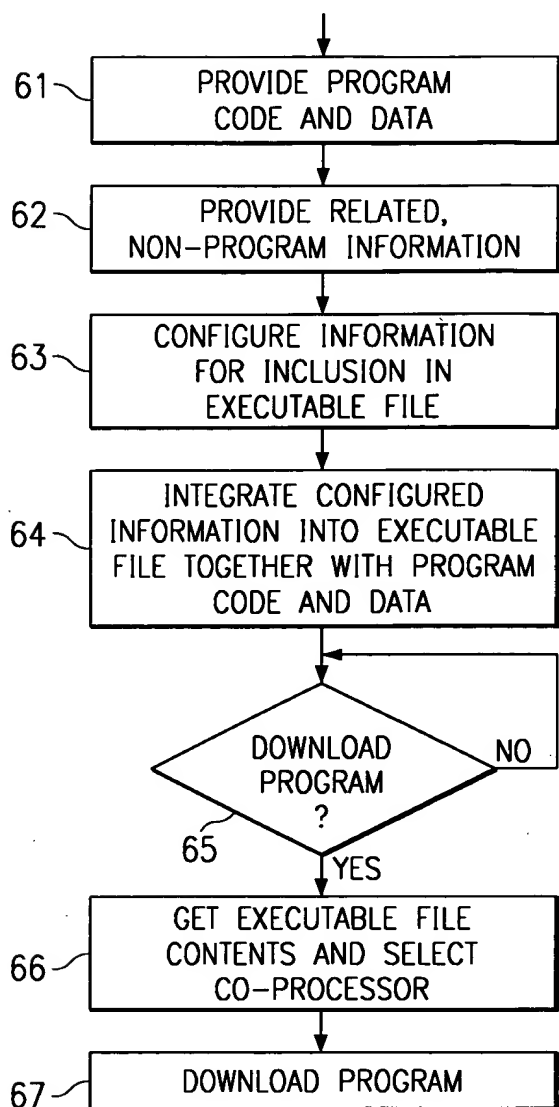 61
PROVIDE PROGRAM
CODE AND DATA
62
PROVIDE RELATED,
NON-PROGRAM INFORMATION
63
CONFIGURE INFORMATION
FOR INCLUSION IN
EXECUTABLE FILE
64
INTEGRATE CONFIGURED
INFORMATION INTO EXECUTABLE
FILE TOGETHER WITH PROGRAM
CODE AND DATA
DOWNLOAD
PROGRAM
?
NO
65
YES
66
GET EXECUTABLE FILE
CONTENTS AND SELECT
CO-PROCESSOR
67
DOWNLOAD PROGRAM